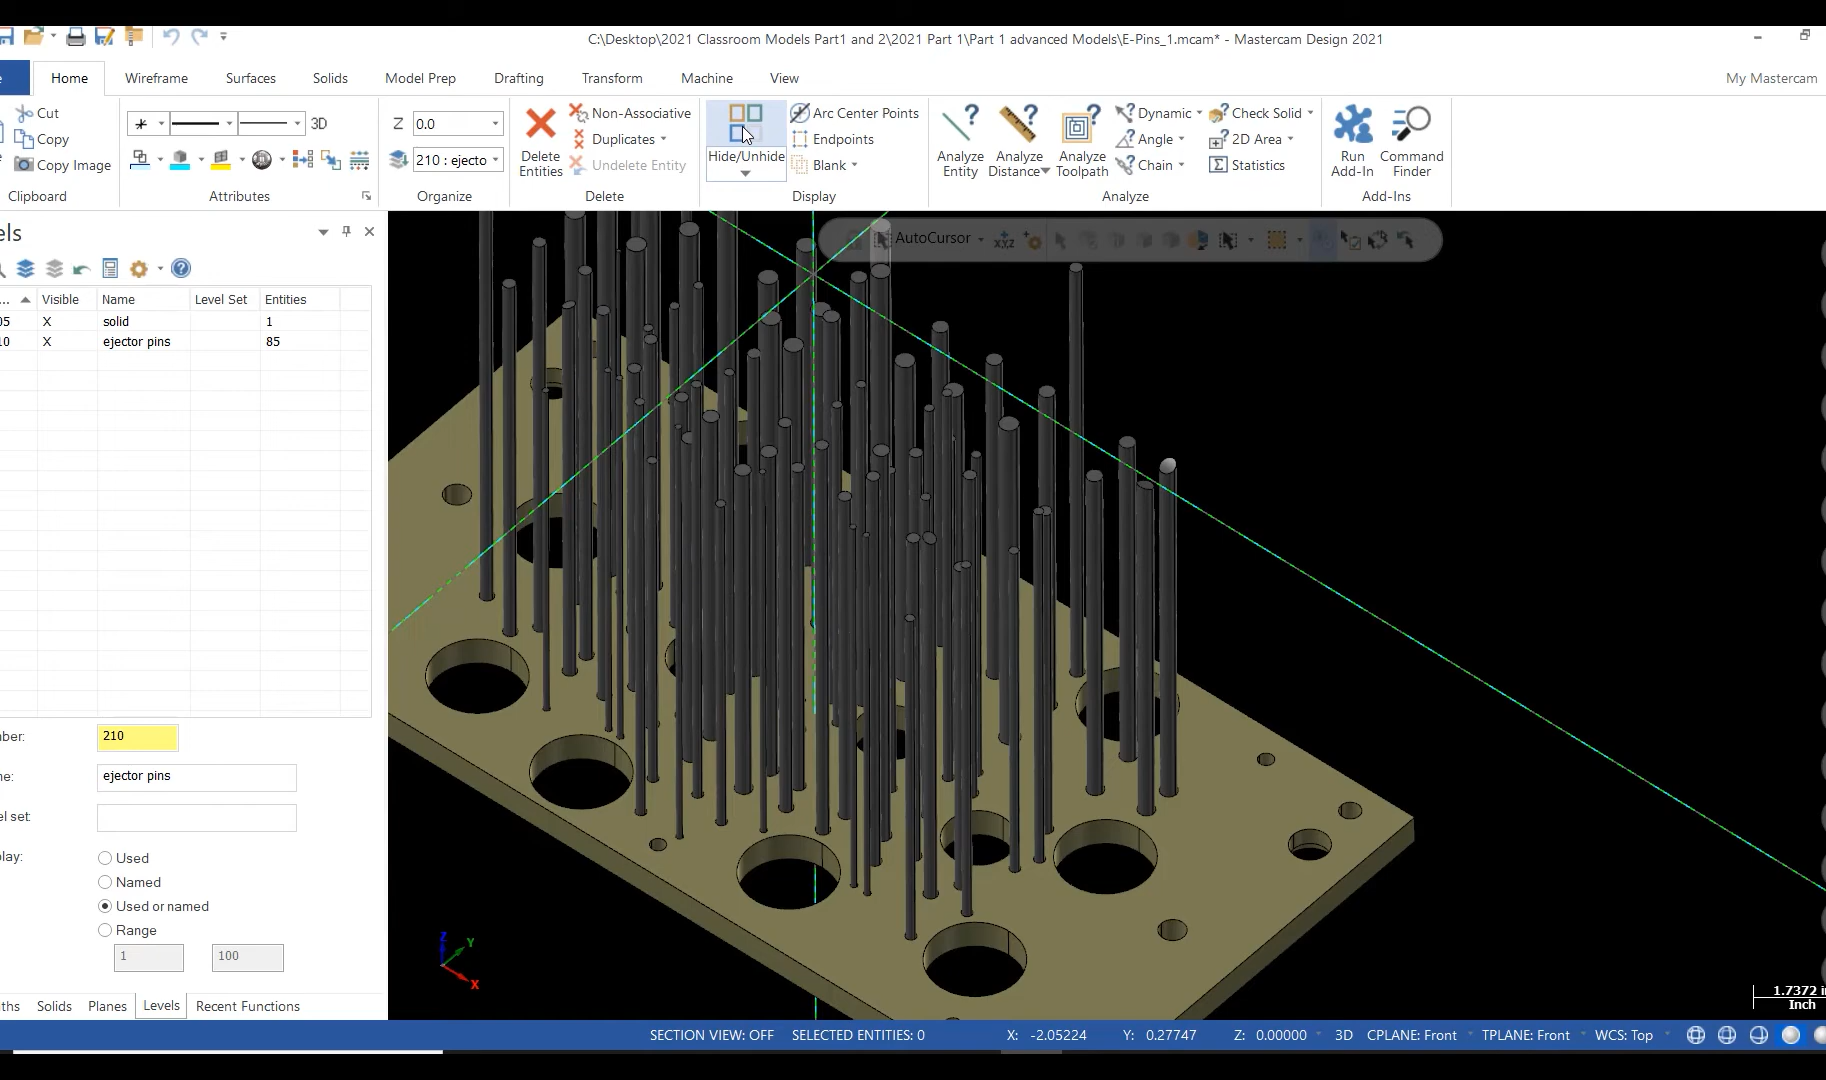 C:\Desktop\2021 Classroom Models Part1 and 2\2021 Part 1\Part 1 advanced Models\E-Pins_1.mcam* - Mastercam Design 2021
Home Wireframe Surfaces Solids Model Prep Drafting Transform Machine View My Mastercam
Cut
Copy
Copy Image
Clipboard
3D
Attributes
Z 0.0
210 : ejecto
Organize
Delete Entities
Non-Associative
Duplicates
Undelete Entity
Delete
Hide/Unhide
Arc Center Points
Endpoints
Blank
Display
Analyze Entity
Analyze Distance
Analyze Toolpath
Dynamic
Angle
Chain
Check Solid
2D Area
Statistics
Analyze
Run Add-In
Command Finder
Add-Ins
els
AutoCursor
XYZ
... Visible Name Level Set Entities
05 X solid 1
10 X ejector pins 85
nber: 210
ne: ejector pins
el set:
play:
Used
Named
Used or named
Range
1 100
ths Solids Planes Levels Recent Functions
Z
Y
X
1.7372 i
Inch
SECTION VIEW: OFF SELECTED ENTITIES: 0 X: -2.05224 Y: 0.27747 Z: 0.00000 3D CPLANE: Front TPLANE: Front WCS: Top